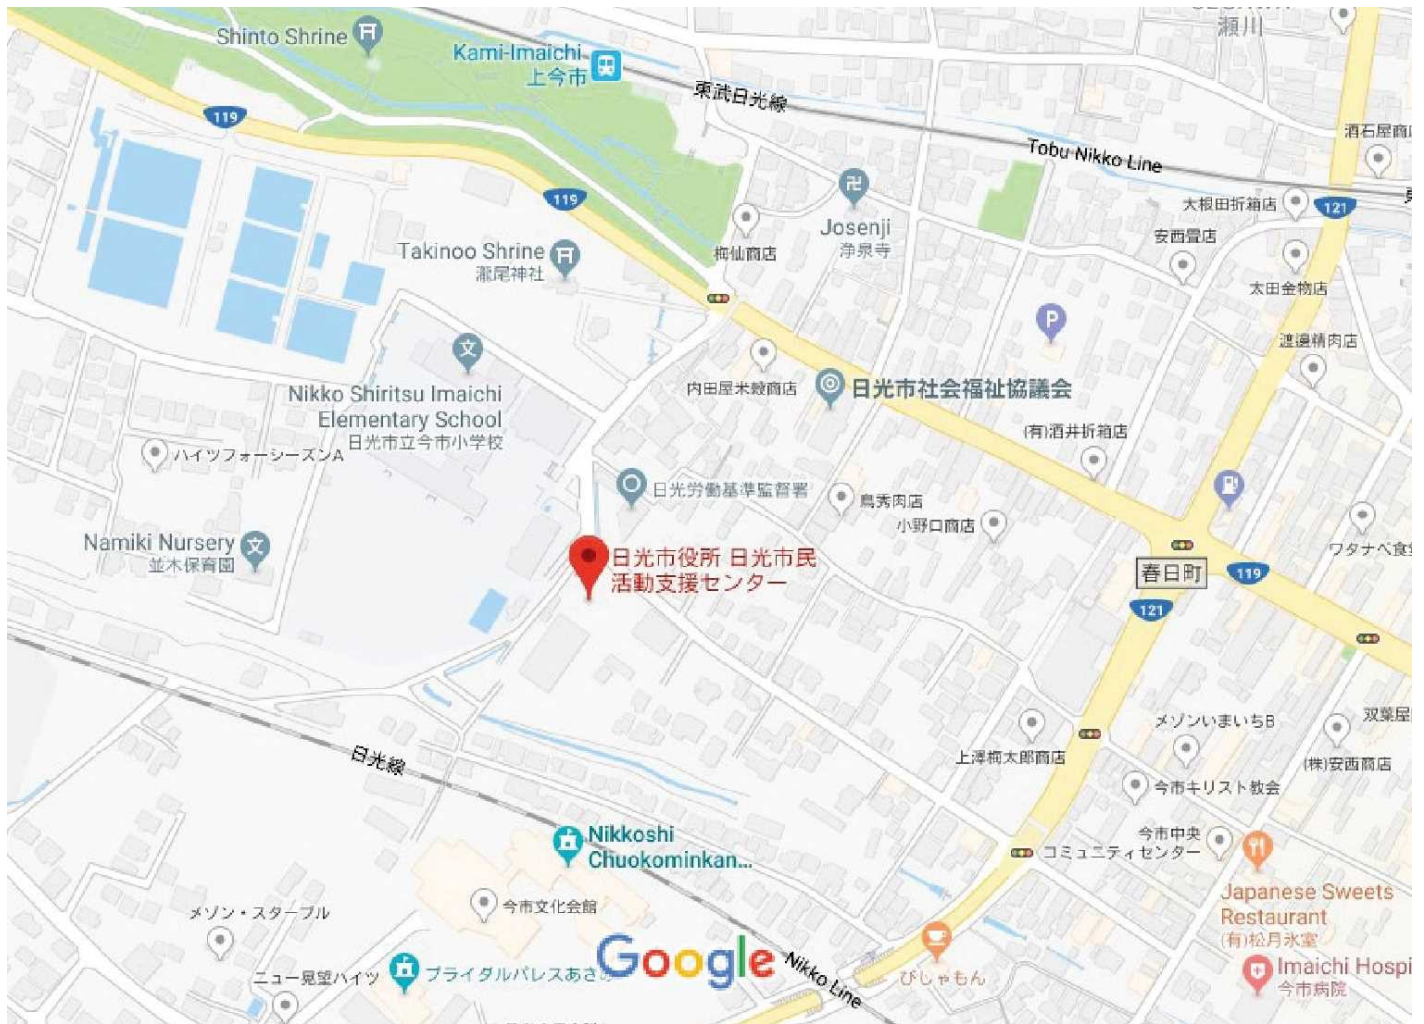 Shinto Shrine
瀬川
Kami-Imaichi
上今市
東武日光線
119
酒石屋商
Tobu Nikko Line
119
大根田折箱店
121
Josenji
浄泉寺
梅仙商店
安西畳店
Takinoo Shrine
瀧尾神社
太田金物店
P
渡邊精肉店
内田屋米穀商店
日光市社会福祉協議会
Nikko Shiritsu Imaichi
Elementary School
日光市立今市小学校
(有)酒井折箱店
ハイツフォーシーズンA
日光労働基準監督署
鳥秀肉店
小野口商店
Namiki Nursery
並木保育園
ワタナベ食
日光市役所 日光市民
活動支援センター
春日町
119
121
日光線
上澤梅太郎商店
メゾンいまいちB
双葉屋
(株)安西商店
今市キリスト教会
Nikkoshi
Chuokominkan...
今市中央
コミュニティセンター
Japanese Sweets
Restaurant
(有)松月氷室
メゾン・スターブル
今市文化会館
Google
Nikko Line
びしゃもん
Imaichi Hospi
今市病院
ニュー見望ハイツ
ブライダルパレスあさの